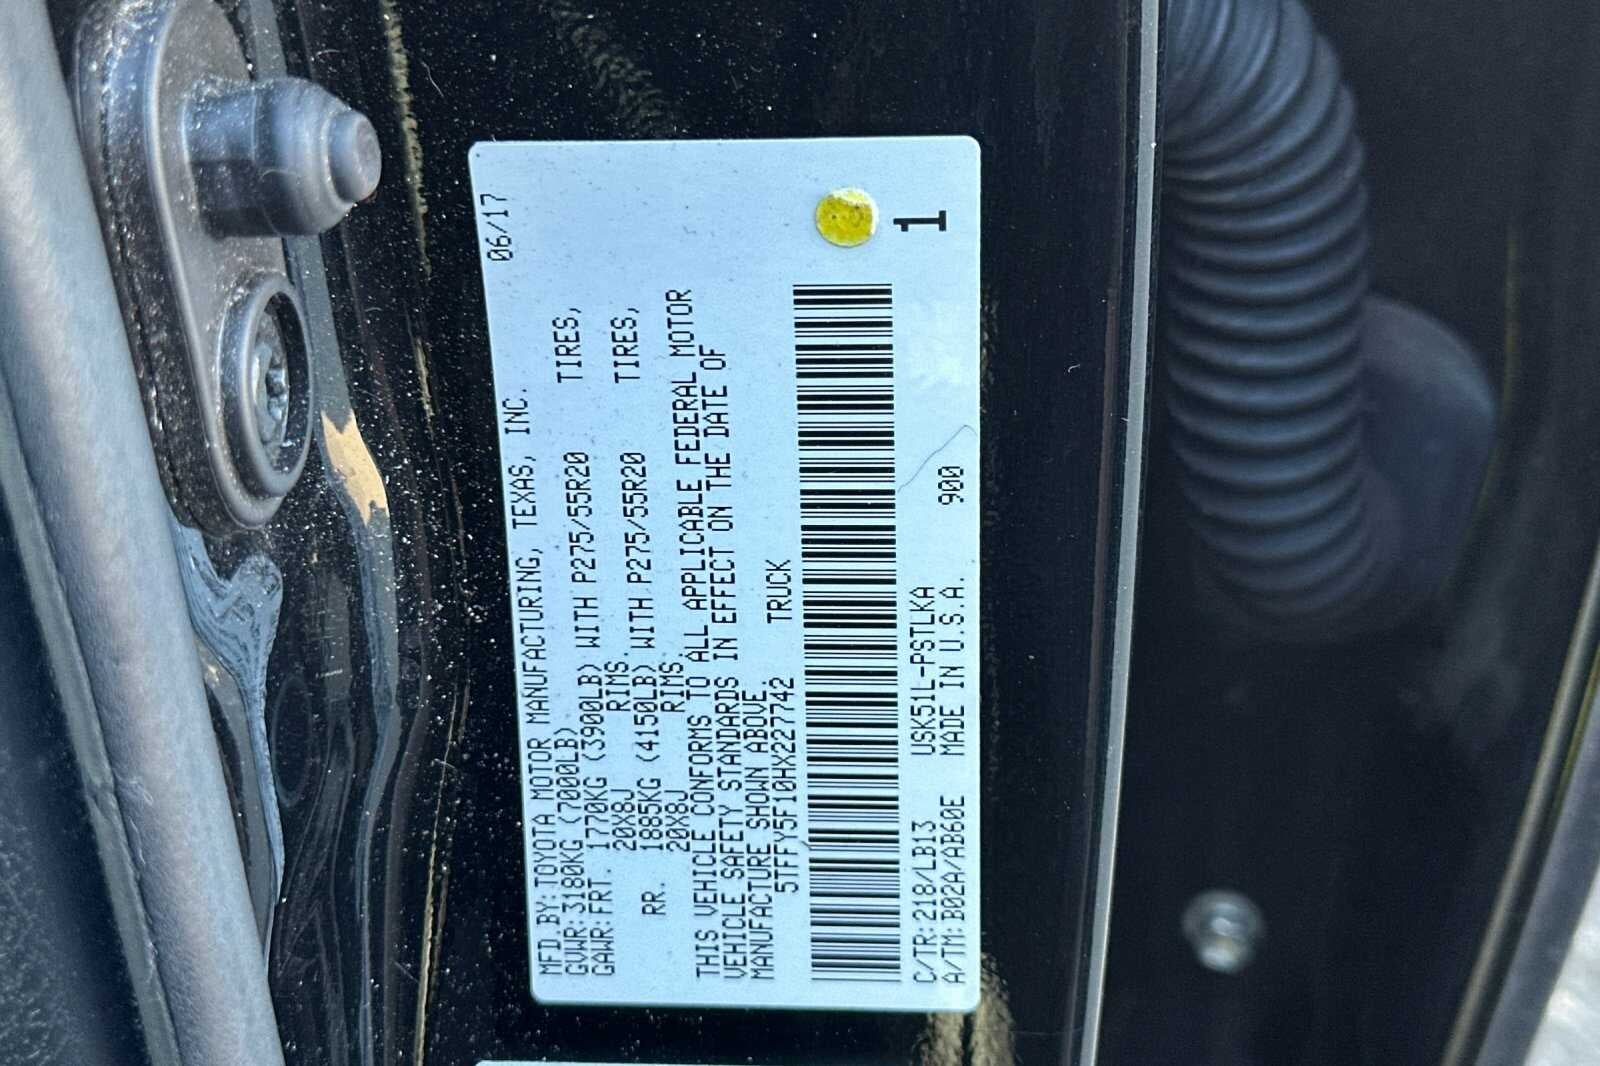 06/17
MFD.BY:TOYOTA MOTOR MANUFACTURING, TEXAS, INC.
GVWR:3180KG (7000LB)
GAWR:FRT. 1770KG (3900LB) WITH P275/55R20 TIRES,
20X8J RIMS.
RR. 1885KG (4150LB) WITH P275/55R20 TIRES,
20X8J RIMS.
THIS VEHICLE CONFORMS TO ALL APPLICABLE FEDERAL MOTOR
VEHICLE SAFETY STANDARDS IN EFFECT ON THE DATE OF
MANUFACTURE SHOWN ABOVE.
5TFFY5F10HX227742 TRUCK
1
C/TR:218/LB13 USK51L-PSTLKA
A/TM:B02A/AB60E MADE IN U.S.A. 900